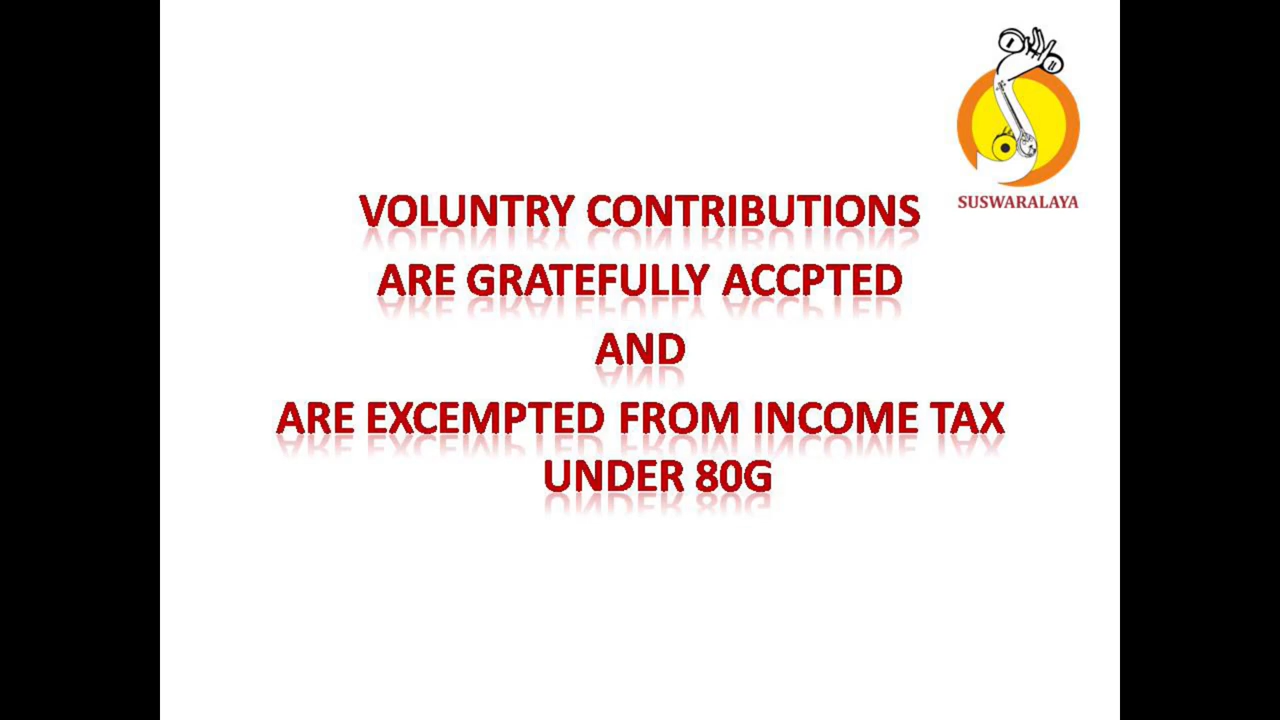 SUSWARALAYA
VOLUNTRY CONTRIBUTIONS
ARE GRATEFULLY ACCPTED
AND
ARE EXCEMPTED FROM INCOME TAX
UNDER 80G